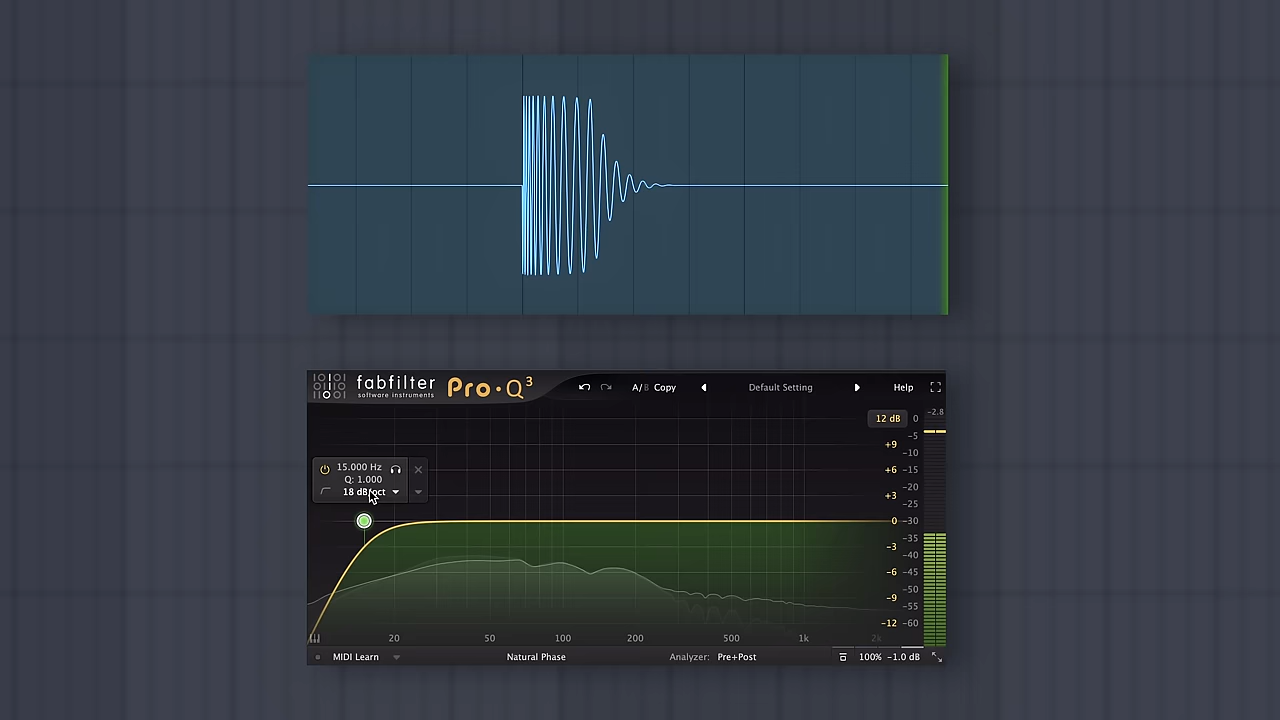 fabfilter
software instruments
Pro·Q³
A/B Copy
Default Setting
Help
12 dB
0
-2.8
-5
+9
-10
+6
-15
-20
+3
-25
0
-30
-35
-3
-40
-6
-45
-50
-9
-55
-12
-60
15.000 Hz
Q: 1.000
18 dB/oct
20
50
100
200
500
1k
2k
MIDI Learn
Natural Phase
Analyzer: Pre+Post
100%
-1.0 dB